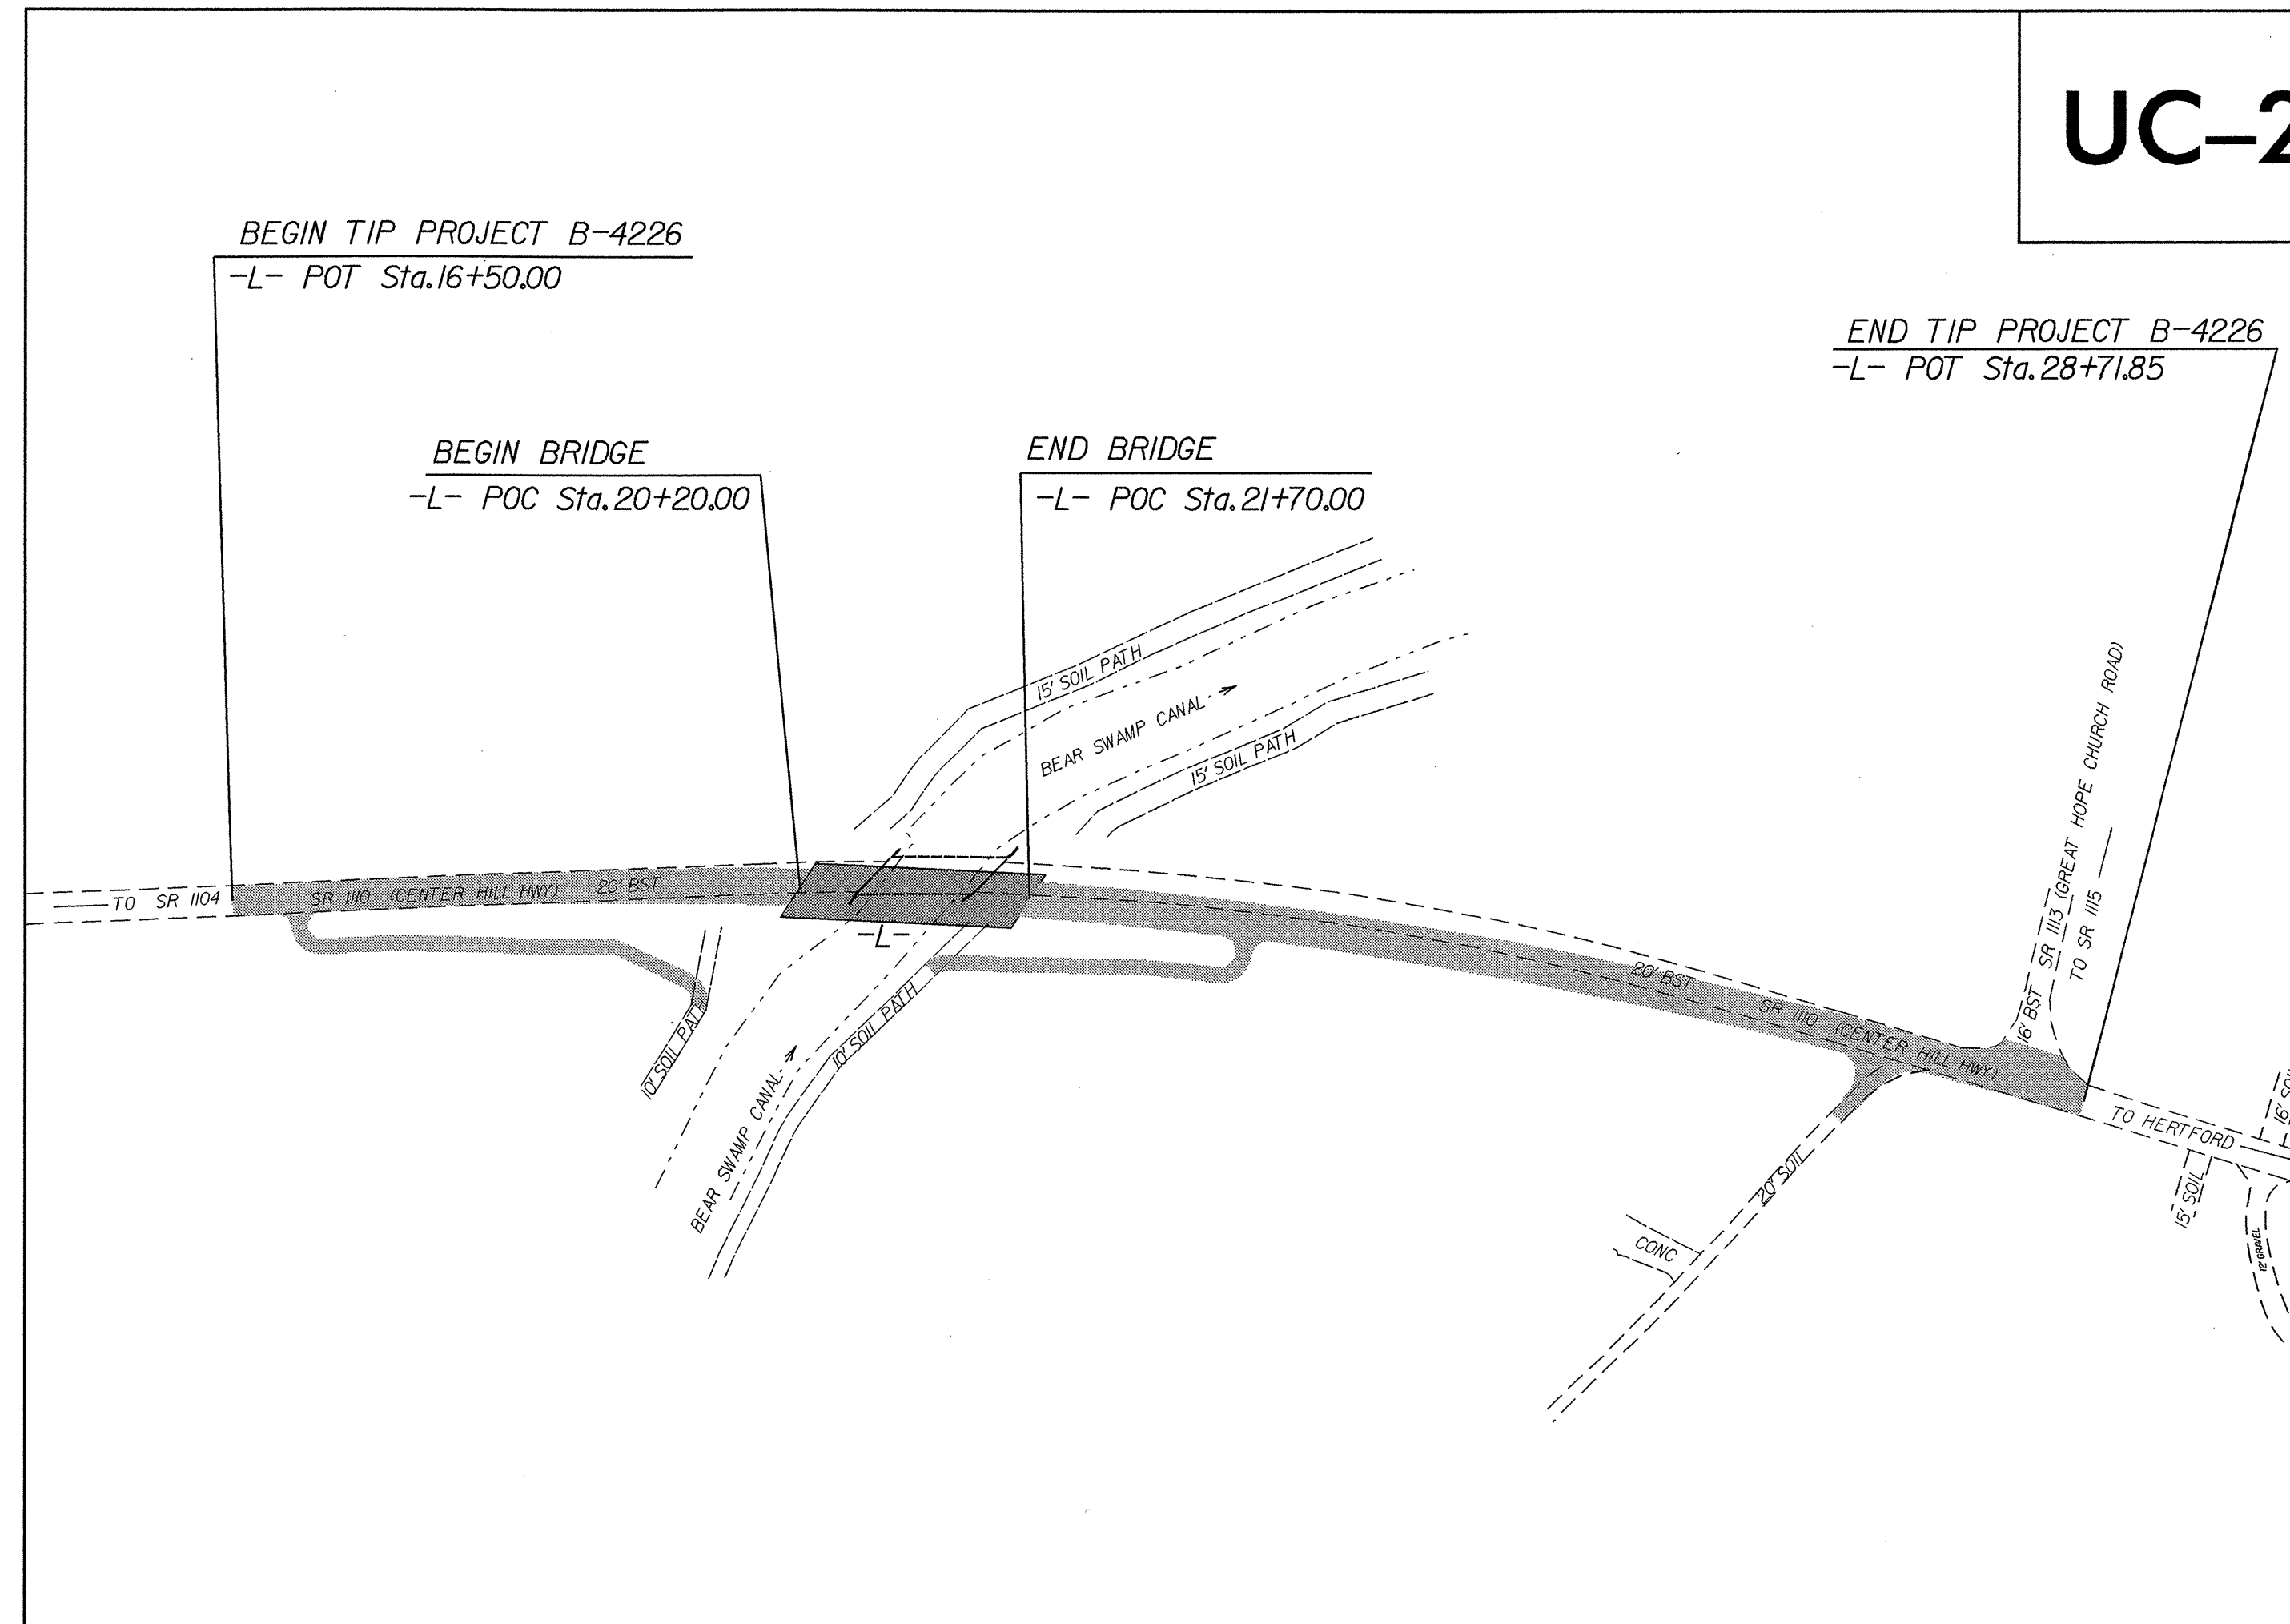 UC-2
BEGIN TIP PROJECT B-4226
-L- POT Sta. 16+50.00
END TIP PROJECT B-4226
-L- POT Sta. 28+71.85
BEGIN BRIDGE
-L- POC Sta. 20+20.00
END BRIDGE
-L- POC Sta. 21+70.00
15' SOIL PATH
BEAR SWAMP CANAL
15' SOIL PATH
16' BST SR 1113 (GREAT HOPE CHURCH ROAD)
TO SR 1115
TO SR 1104
SR 1110 (CENTER HILL HWY) 20' BST
-L-
20' BST
SR 1110 (CENTER HILL HWY)
10' SOIL PATH
10' SOIL PATH
BEAR SWAMP CANAL
TO HERTFORD
16'
20' SOIL
15' SOIL
CONC
12' GRAVEL